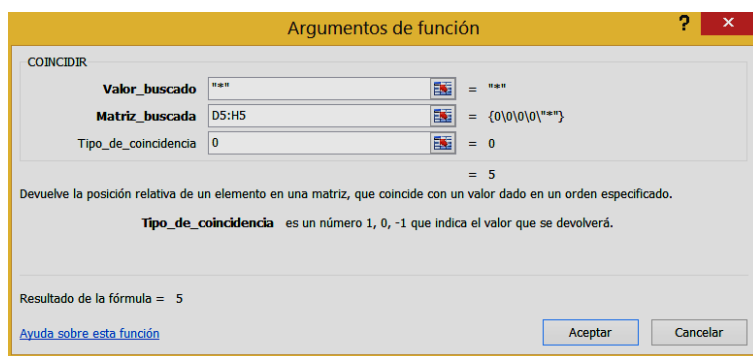 Argumentos de función
?
×
COINCIDIR
Valor_buscado "*" = "*"
Matriz_buscada D5:H5 = {0\0\0\0\"*"}
Tipo_de_coincidencia 0 = 0
= 5
Devuelve la posición relativa de un elemento en una matriz, que coincide con un valor dado en un orden especificado.
Tipo_de_coincidencia es un número 1, 0, -1 que indica el valor que se devolverá.
Resultado de la fórmula = 5
Ayuda sobre esta función
Aceptar
Cancelar